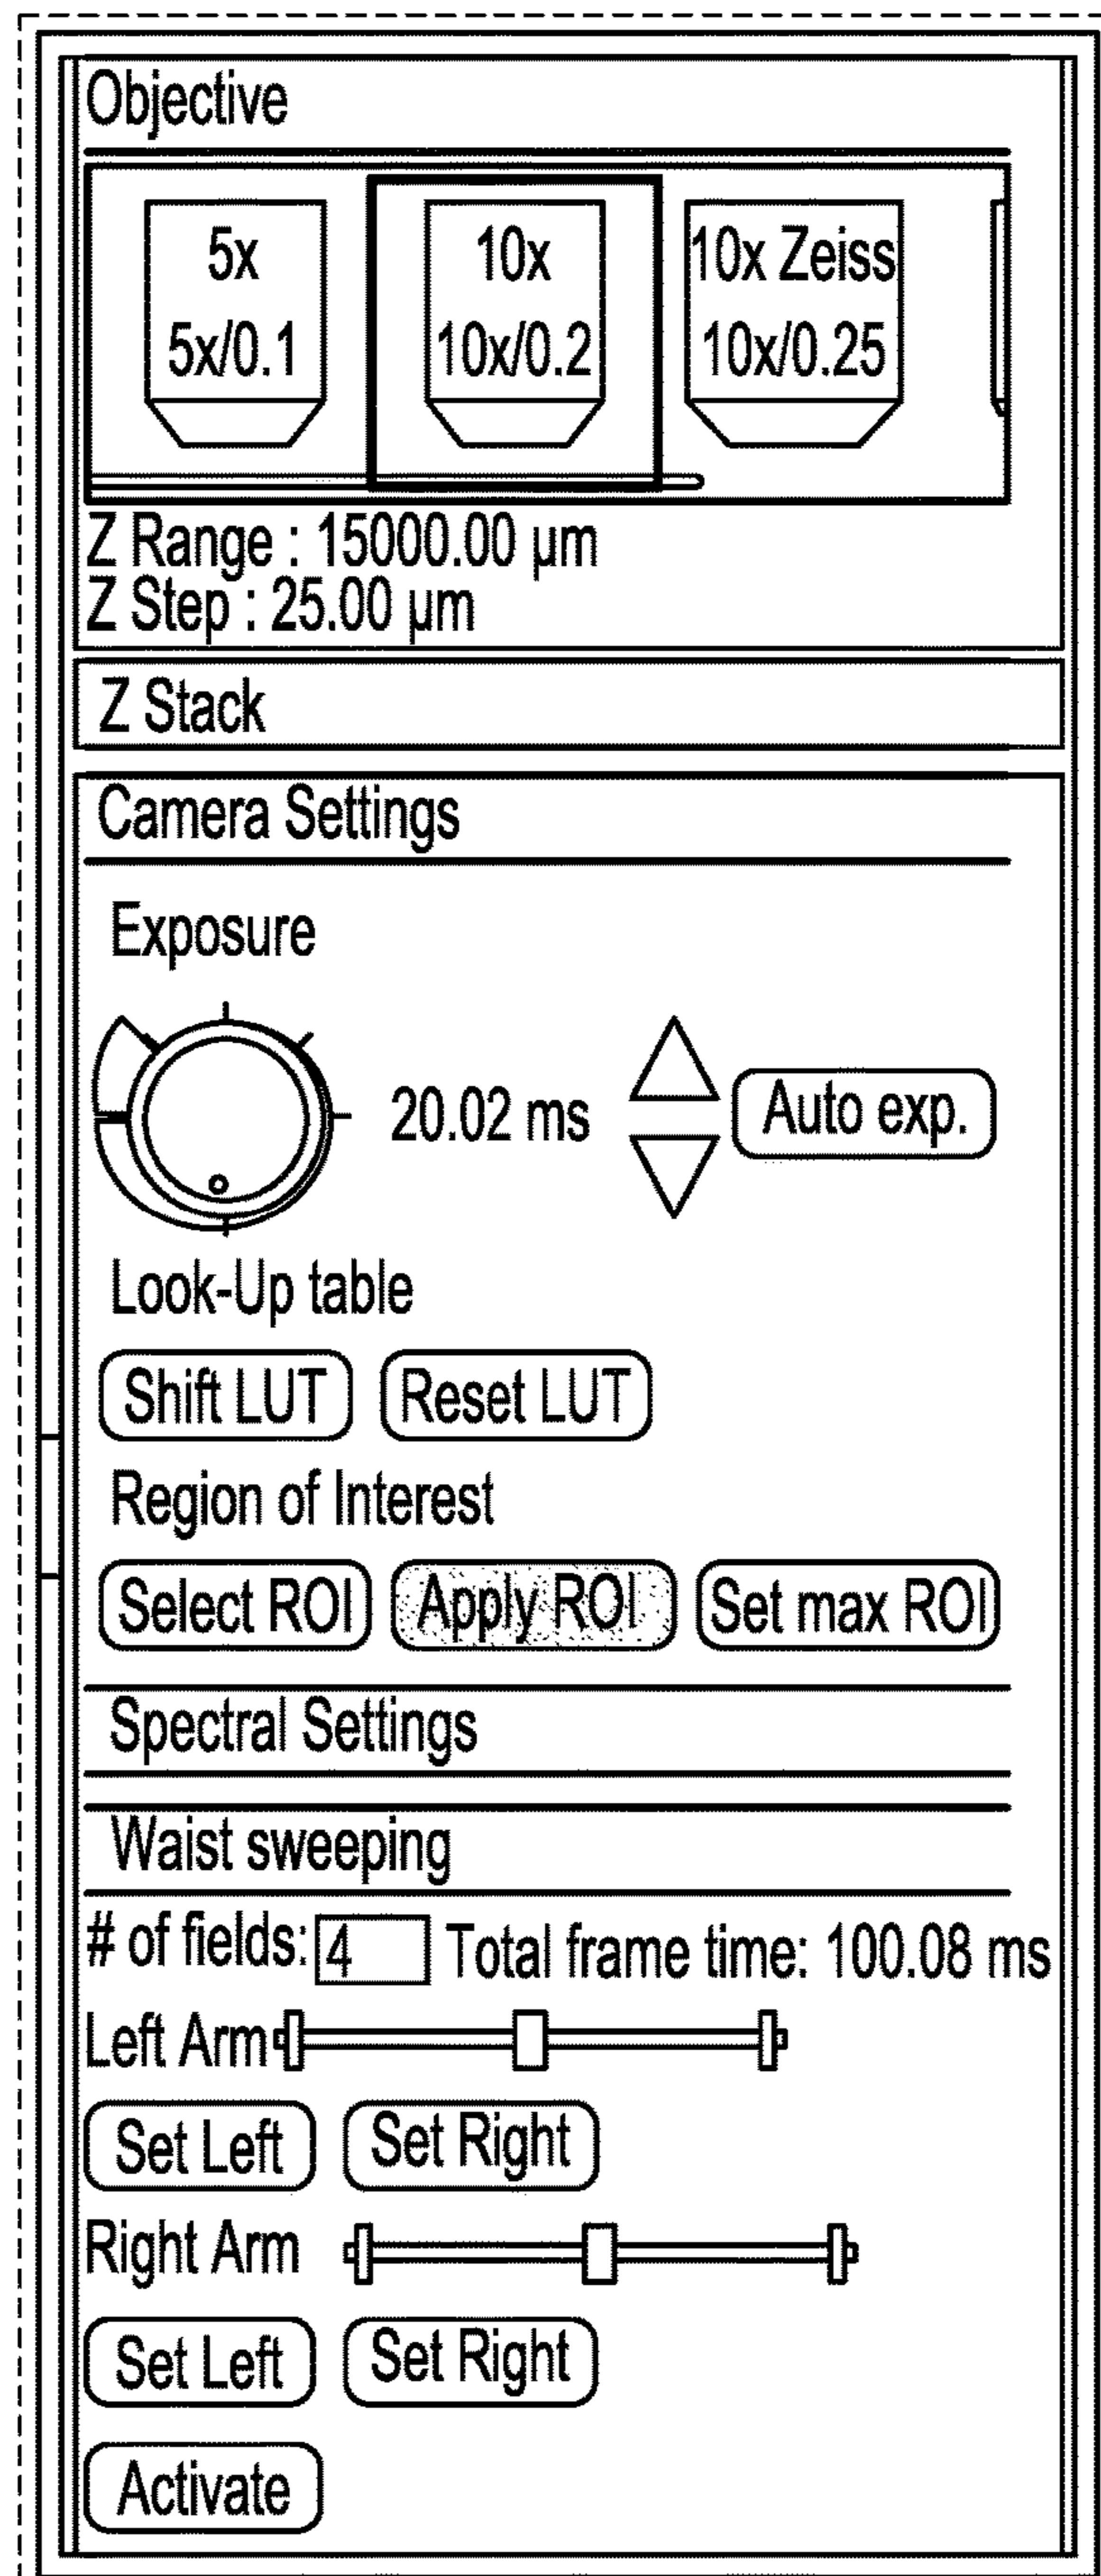 Objective
5x 10x 10x Zeiss
5x/0.1 10x/0.2 10x/0.25
Z Range : 15000.00 µm
Z Step : 25.00 µm
Z Stack
Camera Settings
Exposure
20.02 ms Auto exp.
Look-Up table
Shift LUT Reset LUT
Region of Interest
Select ROI Apply ROI Set max ROI
Spectral Settings
Waist sweeping
# of fields: 4 Total frame time: 100.08 ms
Left Arm
Set Left Set Right
Right Arm
Set Left Set Right
Activate